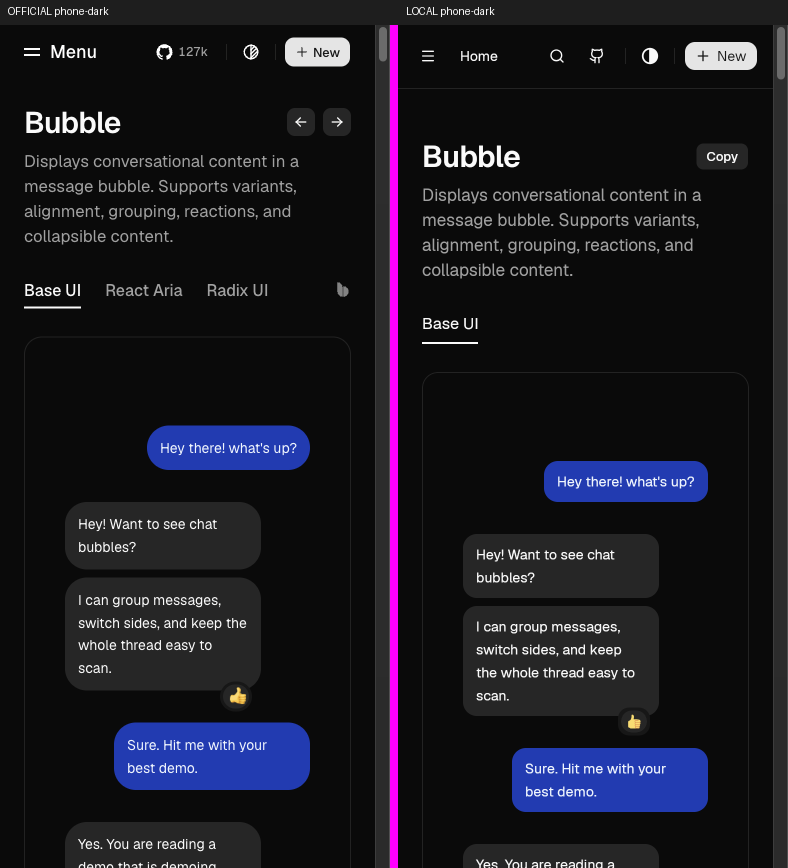 OFFICIAL phone-dark
Menu
127k
New
Bubble
Displays conversational content in a
message bubble. Supports variants,
alignment, grouping, reactions, and
collapsible content.
Base UI
React Aria
Radix UI
Hey there! what's up?
Hey! Want to see chat
bubbles?
I can group messages,
switch sides, and keep the
whole thread easy to
scan.
Sure. Hit me with your
best demo.
Yes. You are reading a
demo that is demoing
LOCAL phone-dark
Home
New
Bubble
Copy
Displays conversational content in a
message bubble. Supports variants,
alignment, grouping, reactions, and
collapsible content.
Base UI
Hey there! what's up?
Hey! Want to see chat
bubbles?
I can group messages,
switch sides, and keep
the whole thread easy to
scan.
Sure. Hit me with your
best demo.
Yes. You are reading a